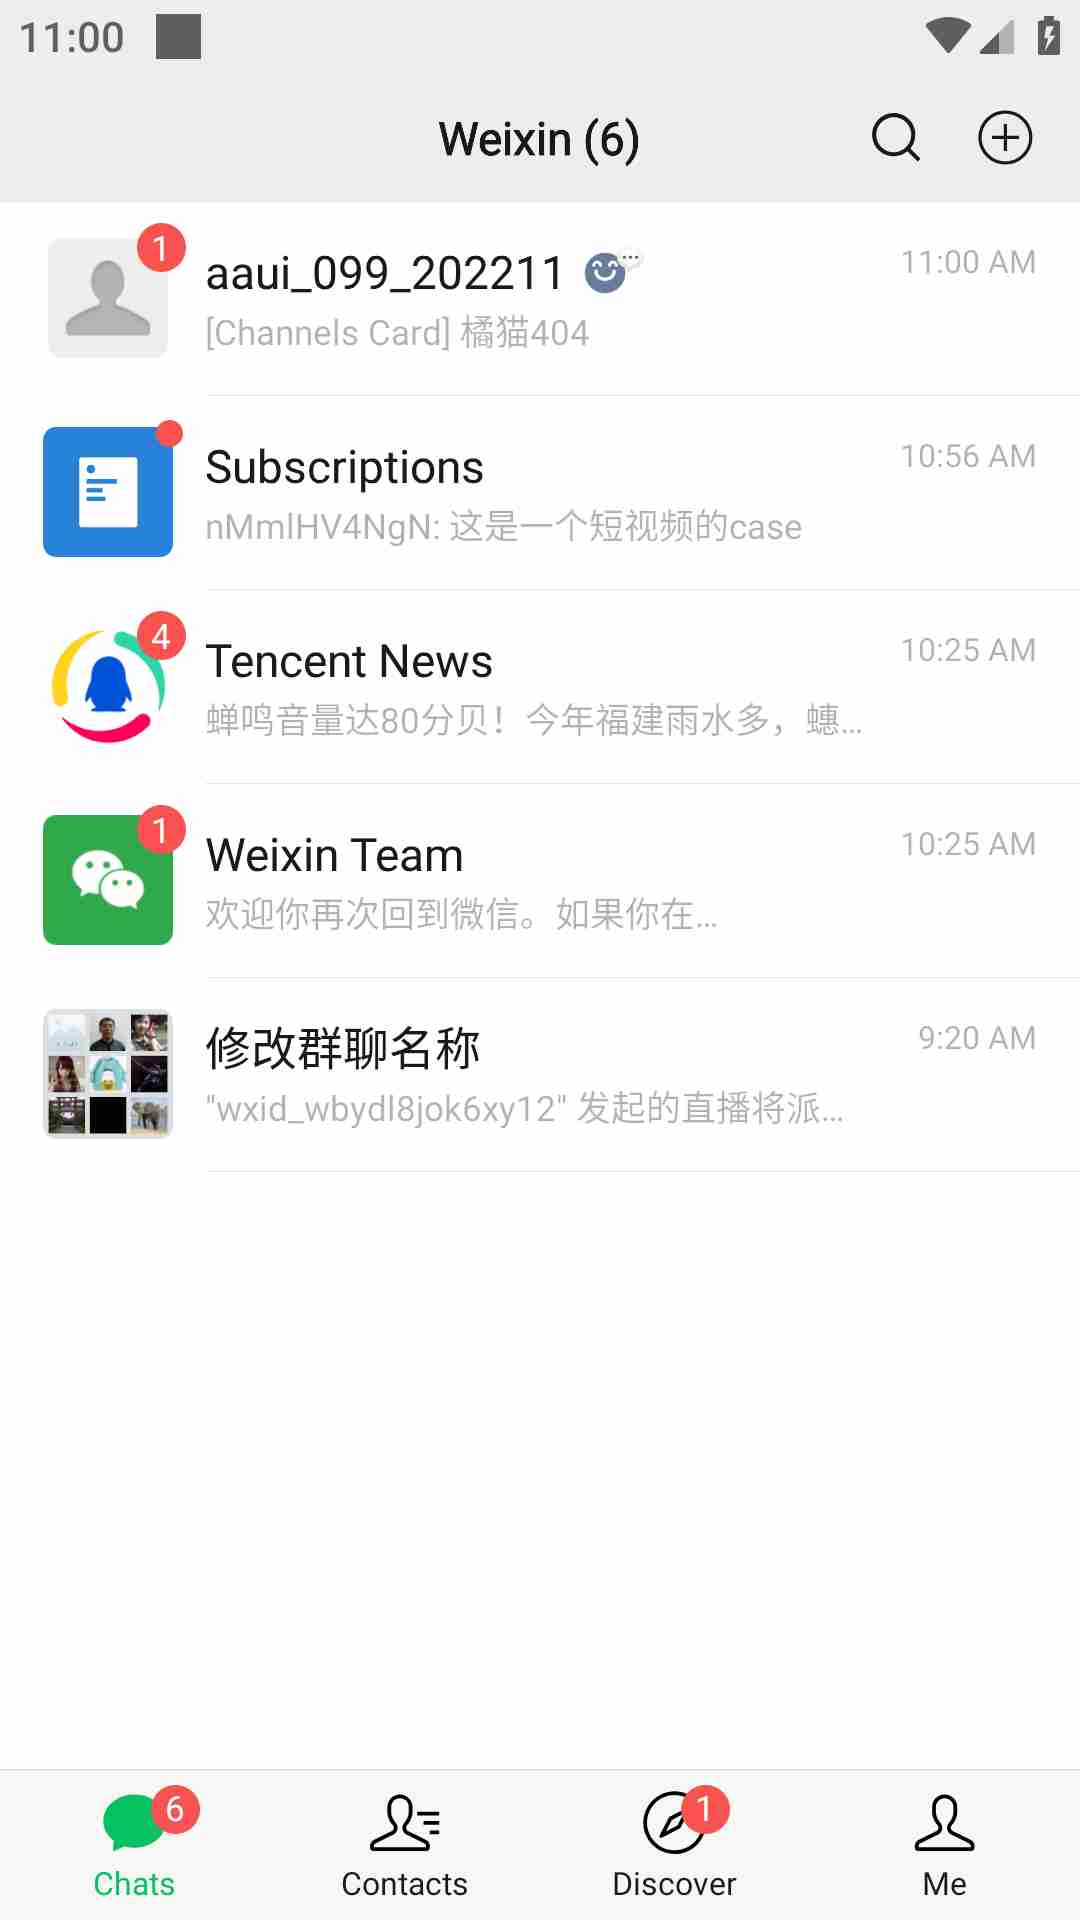 11:00
Weixin (6)
1
aaui_099_202211
11:00 AM
[Channels Card] 橘猫404
Subscriptions
10:56 AM
nMmlHV4NgN: 这是一个短视频的case
4
Tencent News
10:25 AM
蝉鸣音量达80分贝！今年福建雨水多，蟪...
1
Weixin Team
10:25 AM
欢迎你再次回到微信。如果你在...
修改群聊名称
9:20 AM
"wxid_wbydl8jok6xy12" 发起的直播将派...
6
1
Chats
Contacts
Discover
Me